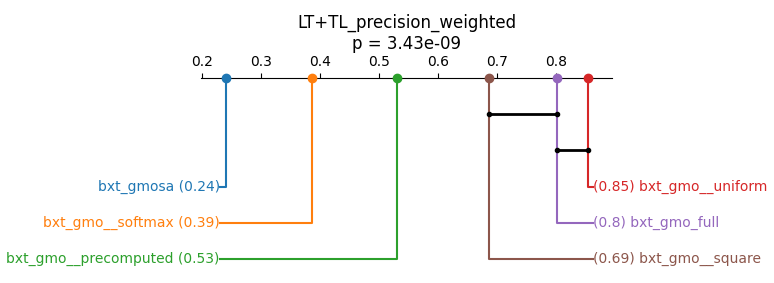 LT+TL_precision_weighted
p = 3.43e-09
0.2 0.3 0.4 0.5 0.6 0.7 0.8
bxt_gmosa (0.24)
(0.85) bxt_gmo__uniform
bxt_gmo__softmax (0.39)
(0.8) bxt_gmo_full
bxt_gmo__precomputed (0.53)
(0.69) bxt_gmo__square